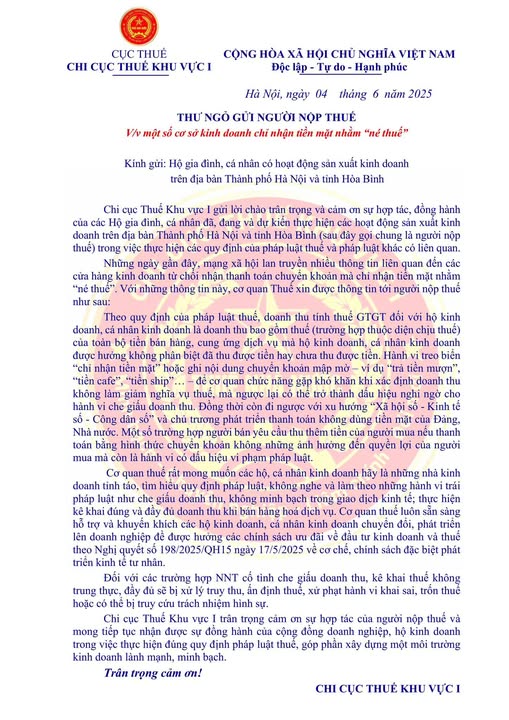 CỤC THUẾ
CHI CỤC THUẾ KHU VỰC I
CỘNG HÒA XÃ HỘI CHỦ NGHĨA VIỆT NAM
Độc lập - Tự do - Hạnh phúc
Hà Nội, ngày 04 tháng 6 năm 2025
THƯ NGỎ GỬI NGƯỜI NỘP THUẾ
V/v một số cơ sở kinh doanh chỉ nhận tiền mặt nhằm “né thuế”
Kính gửi: Hộ gia đình, cá nhân có hoạt động sản xuất kinh doanh
trên địa bàn Thành phố Hà Nội và tỉnh Hòa Bình
Chi cục Thuế Khu vực I gửi lời chào trân trọng và cảm ơn sự hợp tác, đồng hành
của các Hộ gia đình, cá nhân đã, đang và dự kiến thực hiện các hoạt động sản xuất kinh
doanh trên địa bàn Thành phố Hà Nội và tỉnh Hòa Bình (sau đây gọi chung là người nộp
thuế) trong việc thực hiện các quy định của pháp luật thuế và pháp luật khác có liên quan.
Những ngày gần đây, mạng xã hội lan truyền nhiều thông tin liên quan đến các
cửa hàng kinh doanh từ chối nhận thanh toán chuyển khoản mà chỉ nhận tiền mặt nhằm
“né thuế”. Với những thông tin này, cơ quan Thuế xin được thông tin tới người nộp thuế
như sau:
Theo quy định của pháp luật thuế, doanh thu tính thuế GTGT đối với hộ kinh
doanh, cá nhân kinh doanh là doanh thu bao gồm thuế (trường hợp thuộc diện chịu thuế)
của toàn bộ tiền bán hàng, cung ứng dịch vụ mà hộ kinh doanh, cá nhân kinh doanh
được hưởng không phân biệt đã thu được tiền hay chưa thu được tiền. Hành vi treo biển
“chỉ nhận tiền mặt” hoặc ghi nội dung chuyển khoản mập mờ – ví dụ “trả tiền mượn”,
“tiền cafe”, “tiền ship”… - để cơ quan chức năng gặp khó khăn khi xác định doanh thu
không làm giảm nghĩa vụ thuế, mà ngược lại có thể trở thành dấu hiệu nghi ngờ cho
hành vi che giấu doanh thu. Đồng thời còn đi ngược với xu hướng “Xã hội số - Kinh tế
số - Công dân số” và chủ trương phát triển thanh toán không dùng tiền mặt của Đảng,
Nhà nước. Một số trường hợp người bán yêu cầu thu thêm tiền của người mua nếu thanh
toán bằng hình thức chuyển khoản không những ảnh hưởng đến quyền lợi của người
mua mà còn là hành vi có dấu hiệu vi phạm pháp luật.
Cơ quan thuế rất mong muốn các hộ, cá nhân kinh doanh hãy là những nhà kinh
doanh tỉnh táo, tìm hiểu quy định pháp luật, không nghe và làm theo những hành vi trái
pháp luật như che giấu doanh thu, không minh bạch trong giao dịch kinh tế; thực hiện
kê khai đúng và đầy đủ doanh thu khi bán hàng hoá dịch vụ. Cơ quan thuế luôn sẵn sàng
hỗ trợ và khuyến khích các hộ kinh doanh, cá nhân kinh doanh chuyển đổi, phát triển
lên doanh nghiệp để được hưởng các chính sách ưu đãi về đầu tư kinh doanh và thuế
theo Nghị quyết số 198/2025/QH15 ngày 17/5/2025 về cơ chế, chính sách đặc biệt phát
triển kinh tế tư nhân.
Đối với các trường hợp NNT cố tình che giấu doanh thu, kê khai thuế không
trung thực, đầy đủ sẽ bị xử lý truy thu, ấn định thuế, xử phạt hành vi khai sai, trốn thuế
hoặc có thể bị truy cứu trách nhiệm hình sự.
Chi cục Thuế Khu vực I trân trọng cảm ơn sự hợp tác của người nộp thuế và
mong tiếp tục nhận được sự đồng hành của cộng đồng doanh nghiệp, hộ kinh doanh
trong việc thực hiện đúng quy định pháp luật thuế, góp phần xây dựng một môi trường
kinh doanh lành mạnh, minh bạch.
Trân trọng cảm ơn!
CHI CỤC THUẾ KHU VỰC I